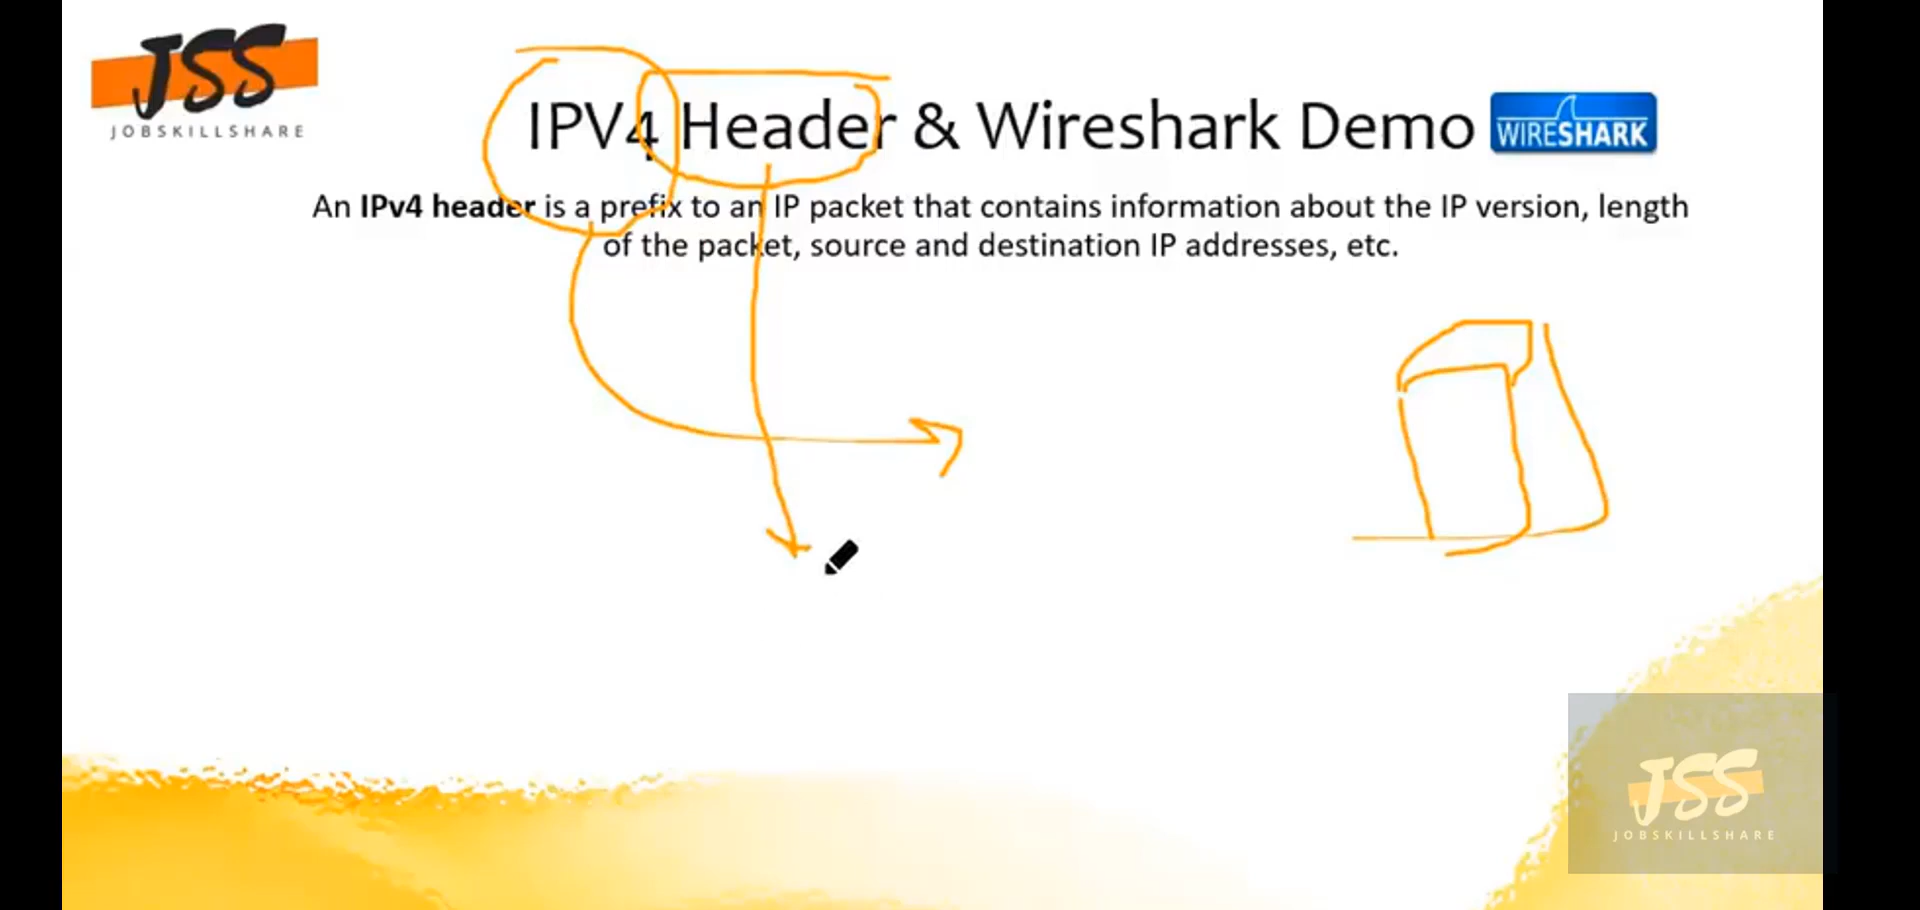 JSS
JOBSKILLSHARE
IPV4 Header & Wireshark Demo
WIRESHARK
An IPv4 header is a prefix to an IP packet that contains information about the IP version, length
of the packet, source and destination IP addresses, etc.
JSS
JOBSKILLSHARE